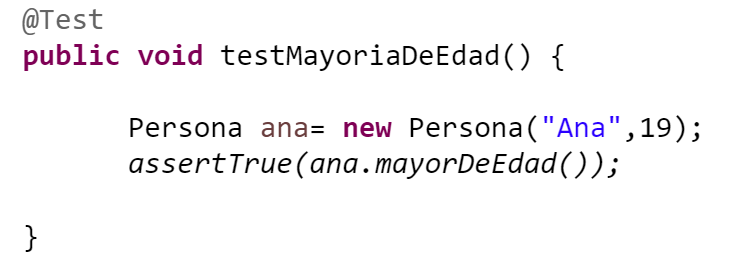 @Test
public void testMayoriaDeEdad() {
Persona ana= new Persona("Ana",19);
assertTrue(ana.mayorDeEdad());
}